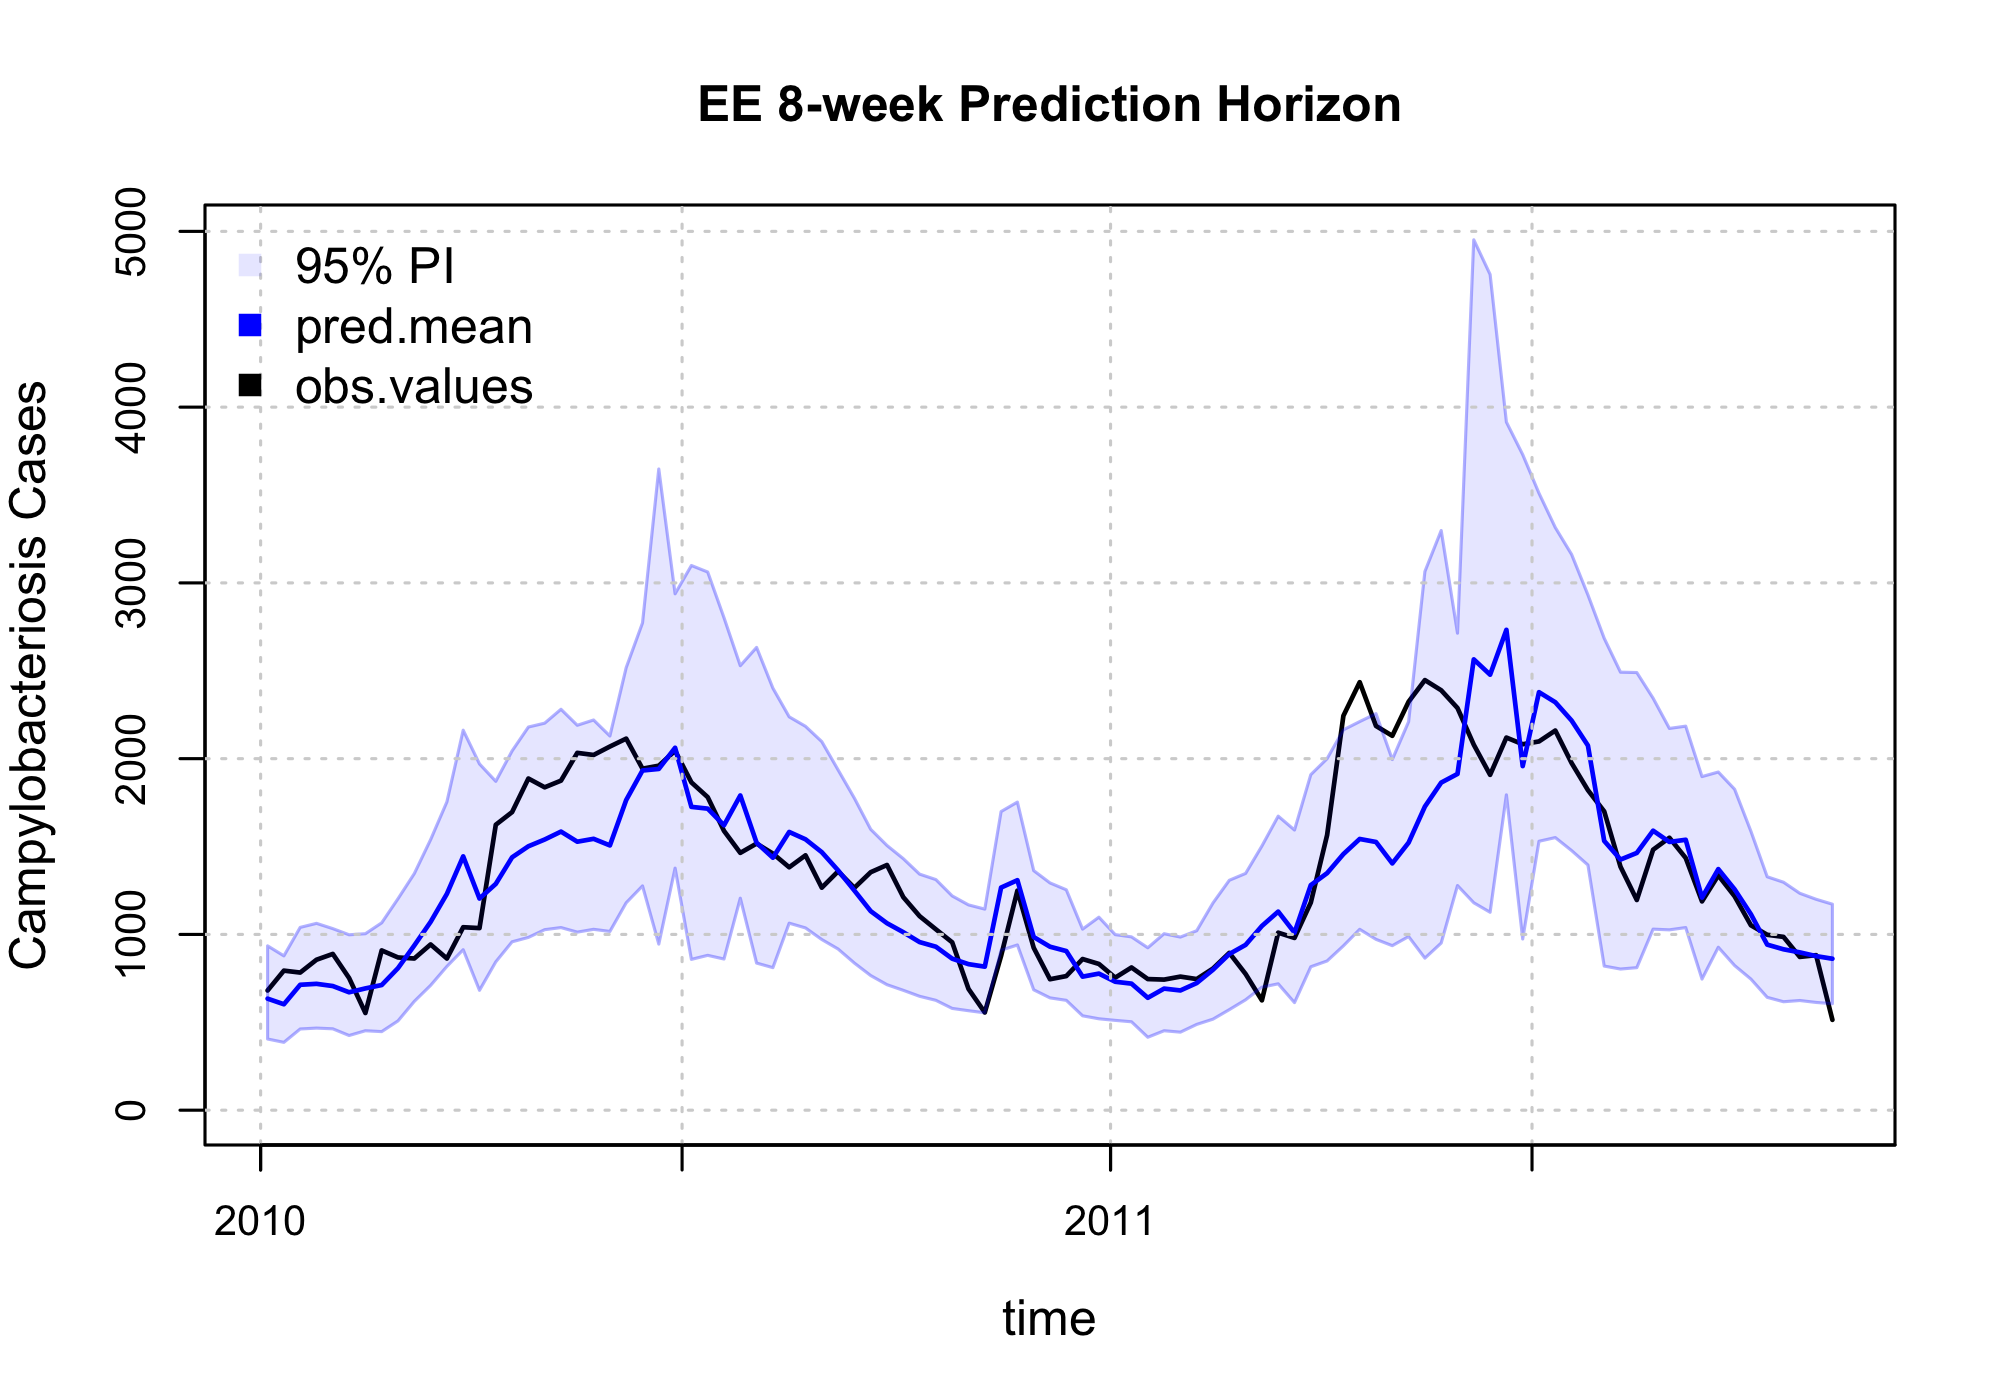 EE 8-week Prediction Horizon
95% PI
pred.mean
obs.values
Campylobacteriosis Cases
5000
4000
3000
2000
1000
0
2010
2011
time